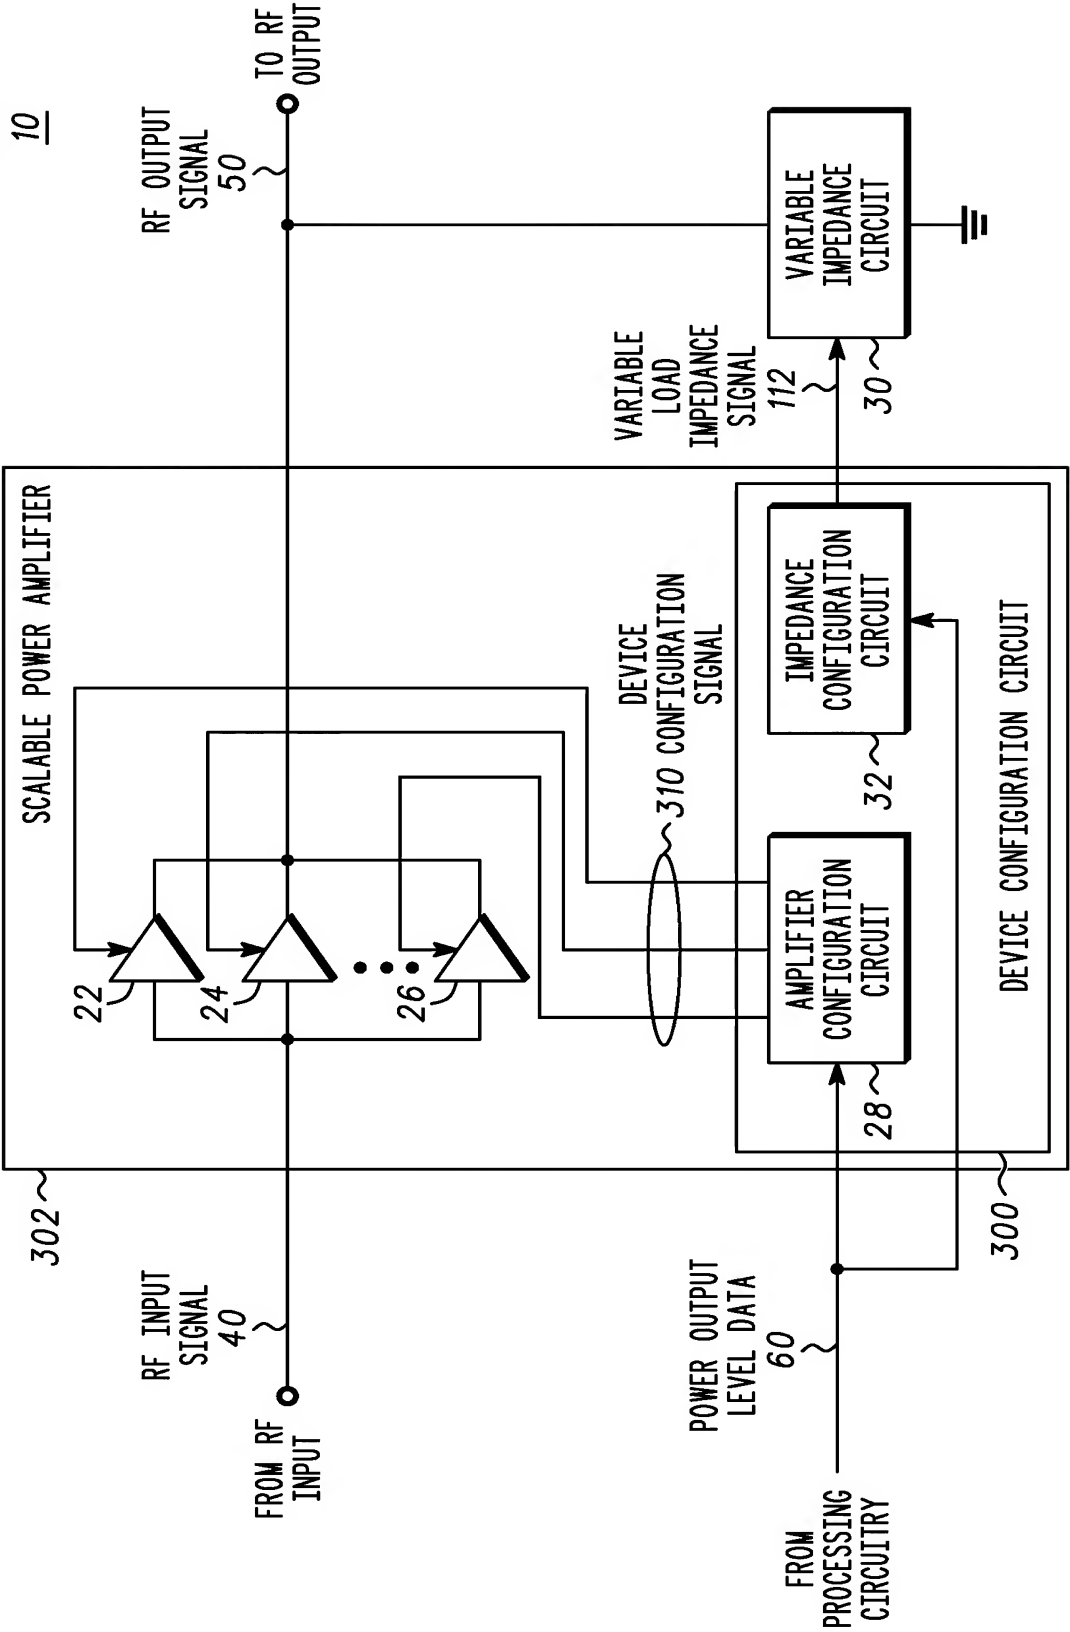 10
RF OUTPUT
SIGNAL
50
TO RF
OUTPUT
302
SCALABLE POWER AMPLIFIER
22
24
26
RF INPUT
SIGNAL
40
FROM RF
INPUT
DEVICE
310 CONFIGURATION
SIGNAL
VARIABLE
LOAD
IMPEDANCE
SIGNAL
112
VARIABLE
IMPEDANCE
CIRCUIT
30
POWER OUTPUT
LEVEL DATA
60
FROM
PROCESSING
CIRCUITRY
AMPLIFIER
CONFIGURATION
CIRCUIT
28
IMPEDANCE
CONFIGURATION
CIRCUIT
32
DEVICE CONFIGURATION CIRCUIT
300